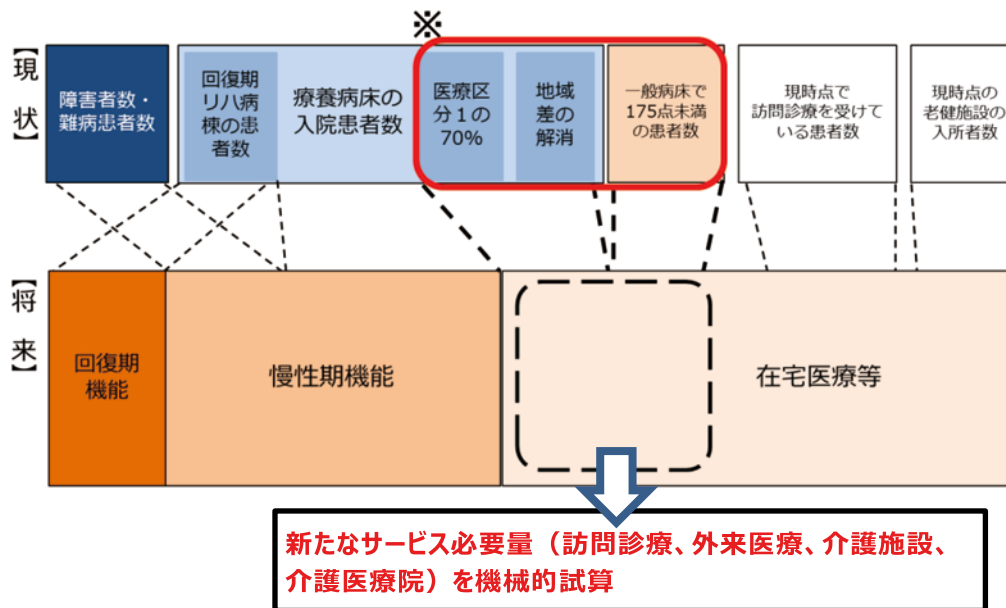 ※
【現状】
障害者数・
難病患者数
回復期
リハ病
棟の患
者数
療養病床の
入院患者数
医療区
分１の
70%
地域
差の
解消
一般病床で
175点未満
の患者数
現時点で
訪問診療を受けて
いる患者数
現時点の
老健施設の
入所者数
【将来】
回復期
機能
慢性期機能
在宅医療等
新たなサービス必要量（訪問診療、外来医療、介護施設、
介護医療院）を機械的試算